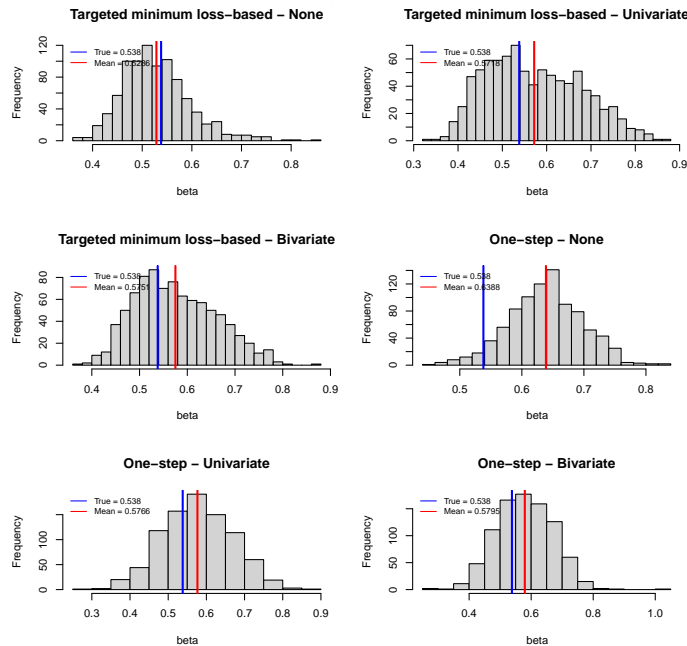 Targeted minimum loss−based − None
Frequency
0 40 80 120
True = 0.538
Mean = 0.5286
0.4 0.6 0.8
0.4 0.5 0.6 0.7 0.8
beta
Targeted minimum loss−based − Univariate
Frequency
0 20 40 60
True = 0.538
Mean = 0.5718
0.3 0.4 0.5 0.6 0.7 0.8 0.9
beta
Targeted minimum loss−based − Bivariate
Frequency
0 20 40 60 80
True = 0.538
Mean = 0.5751
0.4 0.5 0.6 0.7 0.8 0.9
beta
One−step − None
Frequency
0 40 80 120
True = 0.538
Mean = 0.6388
0.5 0.6 0.7 0.8
beta
One−step − Univariate
Frequency
0 50 100 150
True = 0.538
Mean = 0.5766
0.3 0.4 0.5 0.6 0.7 0.8 0.9
beta
One−step − Bivariate
Frequency
0 50 100 150
True = 0.538
Mean = 0.5795
0.4 0.6 0.8 1.0
beta